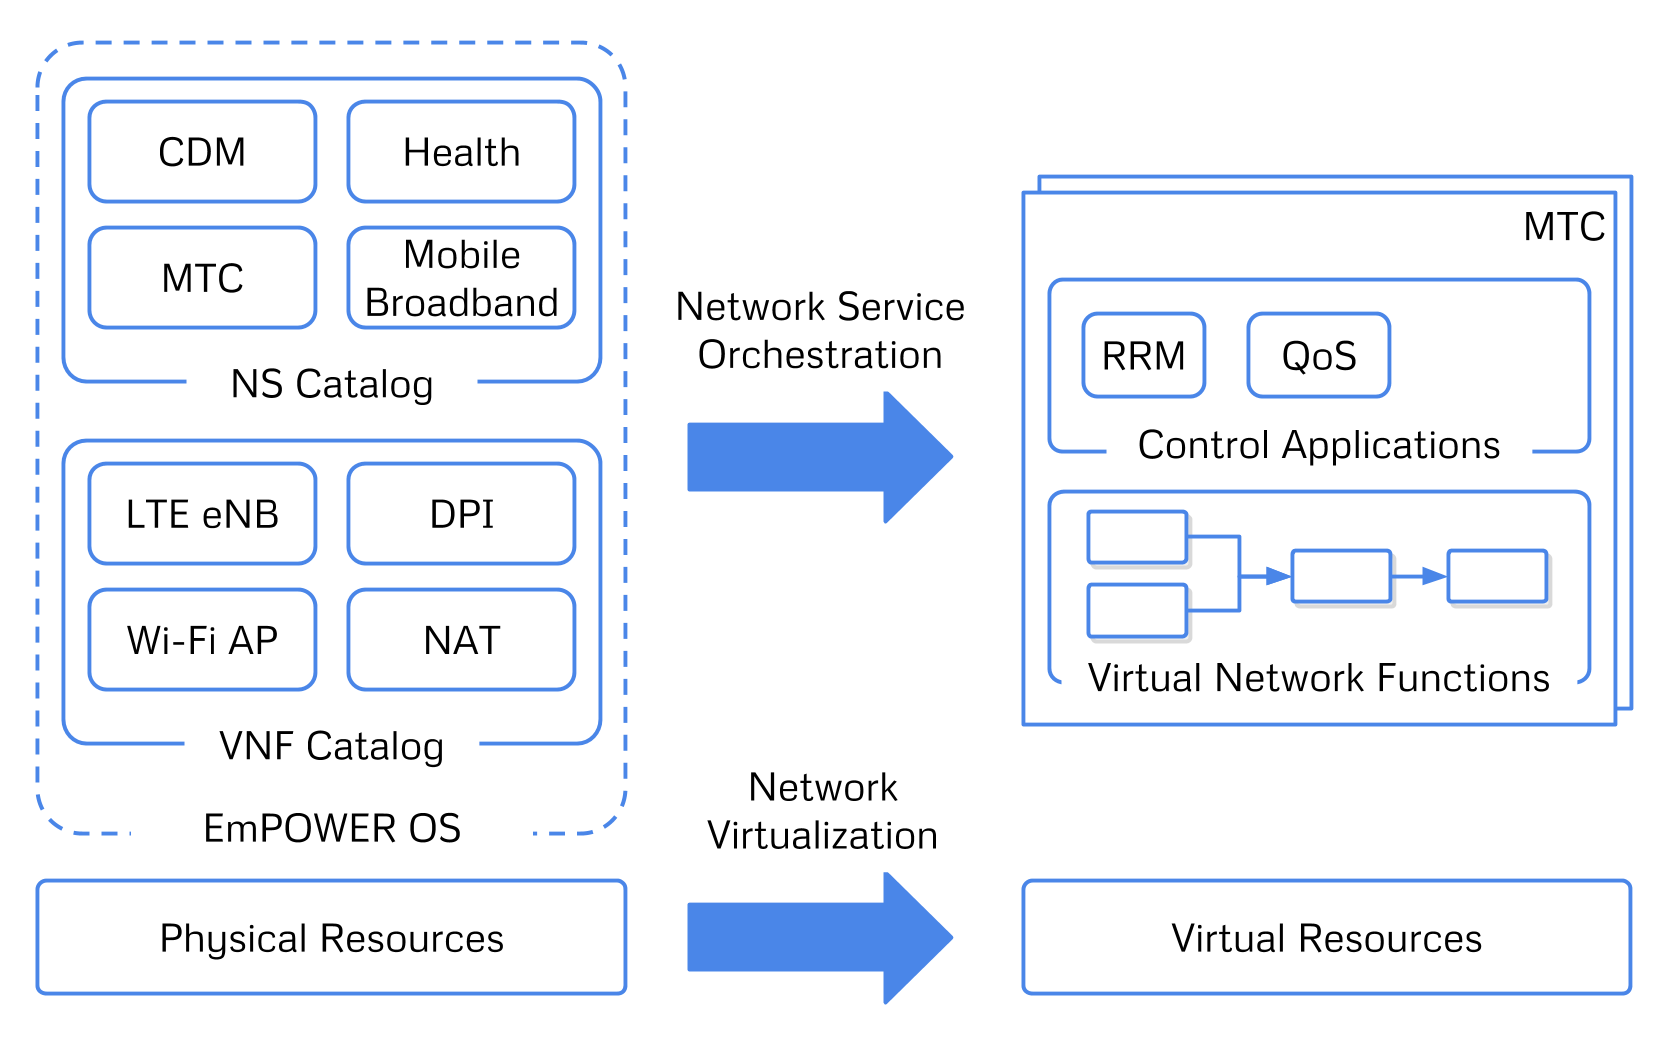 CDM
Health
MTC
Mobile
Broadband
NS Catalog
LTE eNB
DPI
Wi-Fi AP
NAT
VNF Catalog
EmPOWER OS
Physical Resources
Network Service
Orchestration
Network
Virtualization
MTC
RRM
QoS
Control Applications
Virtual Network Functions
Virtual Resources